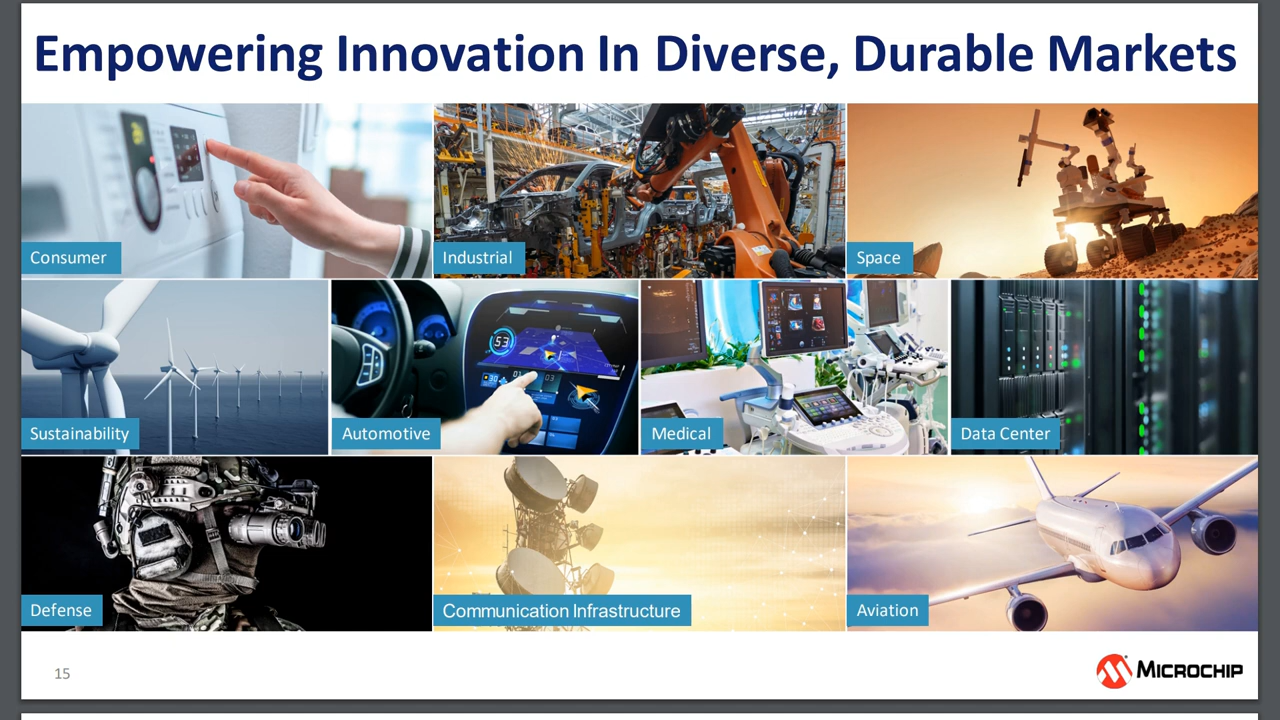 Empowering Innovation In Diverse, Durable Markets
Consumer
Industrial
Space
53
Sustainability
Automotive
Medical
Data Center
Defense
Communication Infrastructure
Aviation
15
MICROCHIP